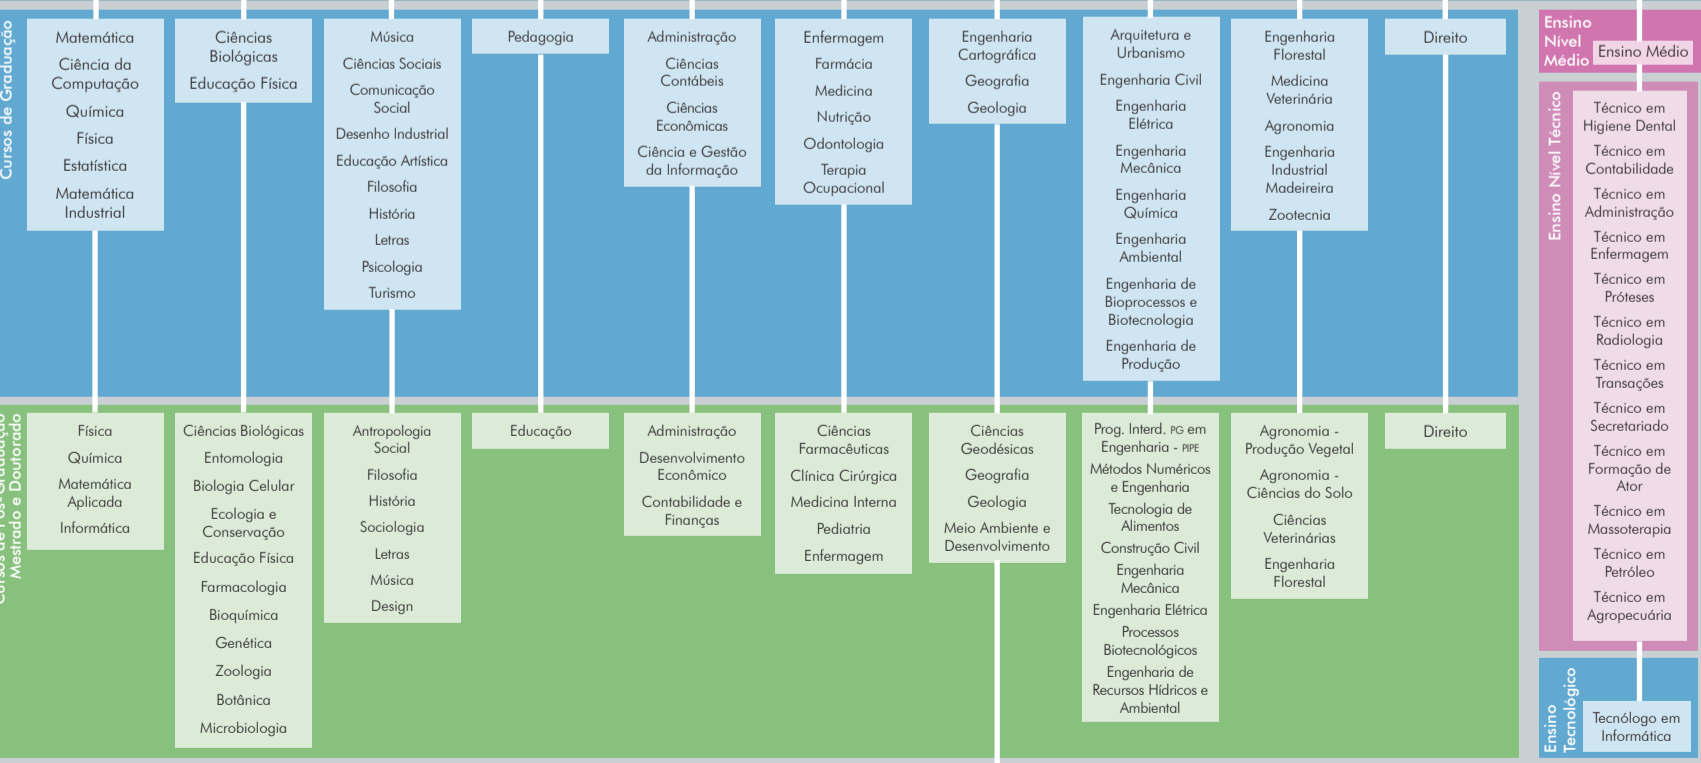 Cursos de Graduação
Matemática
Ciência da
Computação
Química
Física
Estatística
Matemática
Industrial
Ciências
Biológicas
Educação Física
Música
Ciências Sociais
Comunicação
Social
Desenho Industrial
Educação Artística
Filosofia
História
Letras
Psicologia
Turismo
Pedagogia
Administração
Ciências
Contábeis
Ciências
Econômicas
Ciência e Gestão
da Informação
Enfermagem
Farmácia
Medicina
Nutrição
Odontologia
Terapia
Ocupacional
Engenharia
Cartográfica
Geografia
Geologia
Arquitetura e
Urbanismo
Engenharia Civil
Engenharia
Elétrica
Engenharia
Mecânica
Engenharia
Química
Engenharia
Ambiental
Engenharia de
Bioprocessos e
Biotecnologia
Engenharia de
Produção
Engenharia
Florestal
Medicina
Veterinária
Agronomia
Engenharia
Industrial
Madeireira
Zootecnia
Direito
Cursos de Pós-Graduação
Mestrado e Doutorado
Física
Química
Matemática
Aplicada
Informática
Ciências Biológicas
Entomologia
Biologia Celular
Ecologia e
Conservação
Educação Física
Farmacologia
Bioquímica
Genética
Zoologia
Botânica
Microbiologia
Antropologia
Social
Filosofia
História
Sociologia
Letras
Música
Design
Educação
Administração
Desenvolvimento
Econômico
Contabilidade e
Finanças
Ciências
Farmacêuticas
Clínica Cirúrgica
Medicina Interna
Pediatria
Enfermagem
Ciências
Geodésicas
Geografia
Geologia
Meio Ambiente e
Desenvolvimento
Prog. Interd. PG em
Engenharia - PIPE
Métodos Numéricos
e Engenharia
Tecnologia de
Alimentos
Construção Civil
Engenharia
Mecânica
Engenharia Elétrica
Processos
Biotecnológicos
Engenharia de
Recursos Hídricos e
Ambiental
Agronomia -
Produção Vegetal
Agronomia -
Ciências do Solo
Ciências
Veterinárias
Engenharia
Florestal
Direito
Ensino
Nível
Médio
Ensino Médio
Ensino Nível Técnico
Técnico em
Higiene Dental
Técnico em
Contabilidade
Técnico em
Administração
Técnico em
Enfermagem
Técnico em
Próteses
Técnico em
Radiologia
Técnico em
Transações
Técnico em
Secretariado
Técnico em
Formação de
Ator
Técnico em
Massoterapia
Técnico em
Petróleo
Técnico em
Agropecuária
Ensino
Tecnológico
Tecnólogo em
Informática